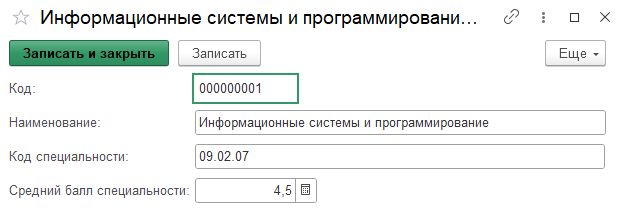 Информационные системы и программировани...
Записать и закрыть Записать Еще
Код: 000000001
Наименование: Информационные системы и программирование
Код специальности: 09.02.07
Средний балл специальности: 4,5